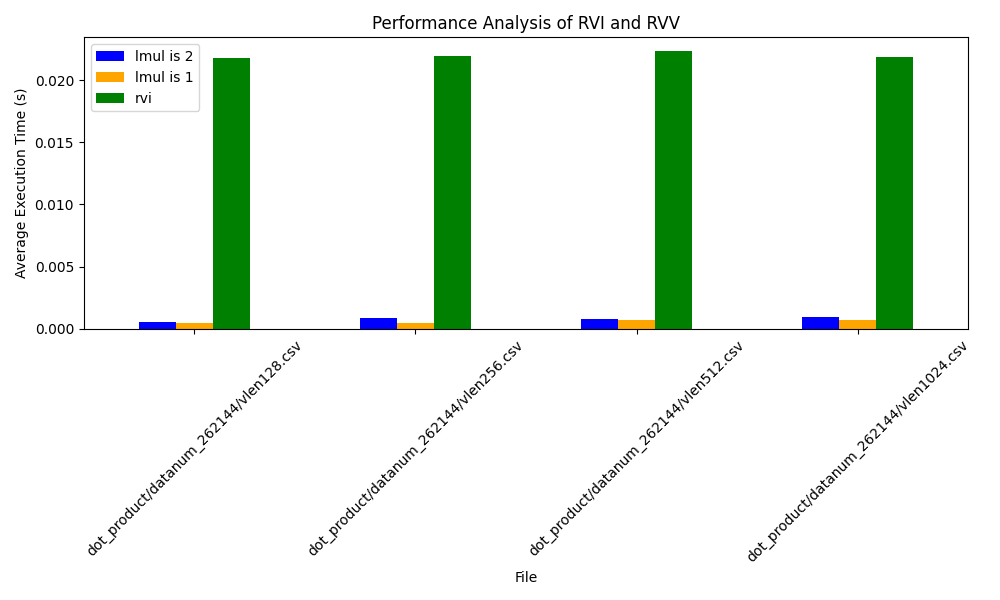 Performance Analysis of RVI and RVV
lmul is 2
lmul is 1
rvi
Average Execution Time (s)
0.020
0.015
0.010
0.005
0.000
dot_product/datanum_262144/vlen128.csv
dot_product/datanum_262144/vlen256.csv
dot_product/datanum_262144/vlen512.csv
dot_product/datanum_262144/vlen1024.csv
File